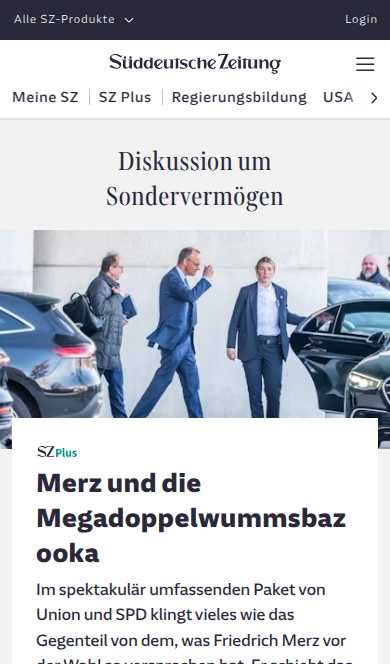 Alle SZ-Produkte
Login
Süddeutsche Zeitung
Meine SZ
SZ Plus
Regierungsbildung
USA
Diskussion um
Sondervermögen
SZ Plus
Merz und die
Megadoppelwummsbaz
ooka
Im spektakulär umfassenden Paket von
Union und SPD klingt vieles wie das
Gegenteil von dem, was Friedrich Merz vor